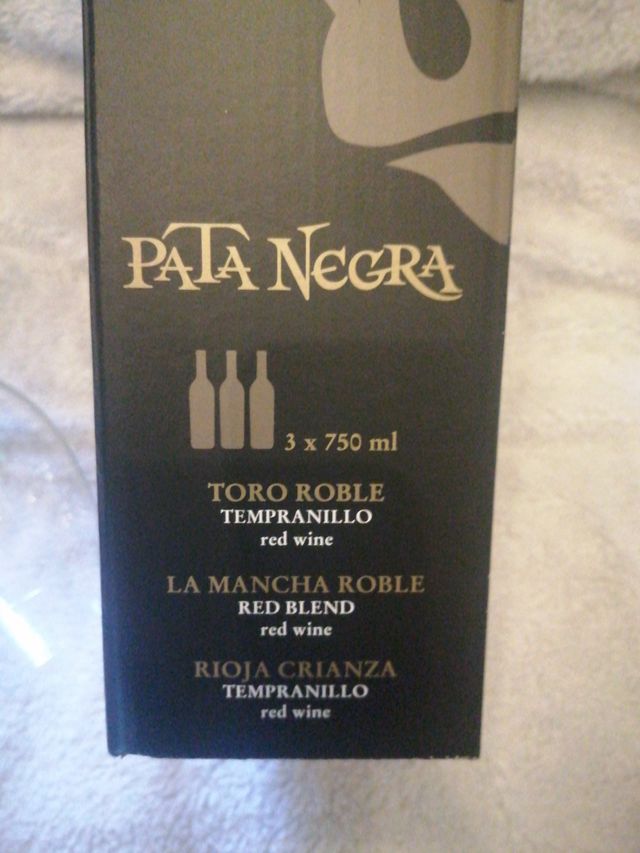 PATA NEGRA
3 x 750 ml
TORO ROBLE
TEMPRANILLO
red wine
LA MANCHA ROBLE
RED BLEND
red wine
RIOJA CRIANZA
TEMPRANILLO
red wine